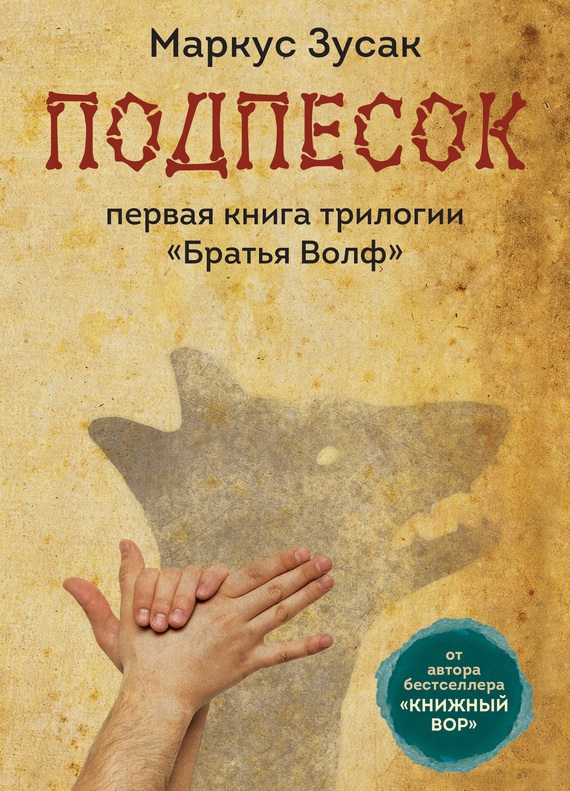 Маркус Зусак
ПОДПЕСОК
первая книга трилогии
«Братья Волф»
от
автора
бестселлера
«КНИЖНЫЙ
ВОР»